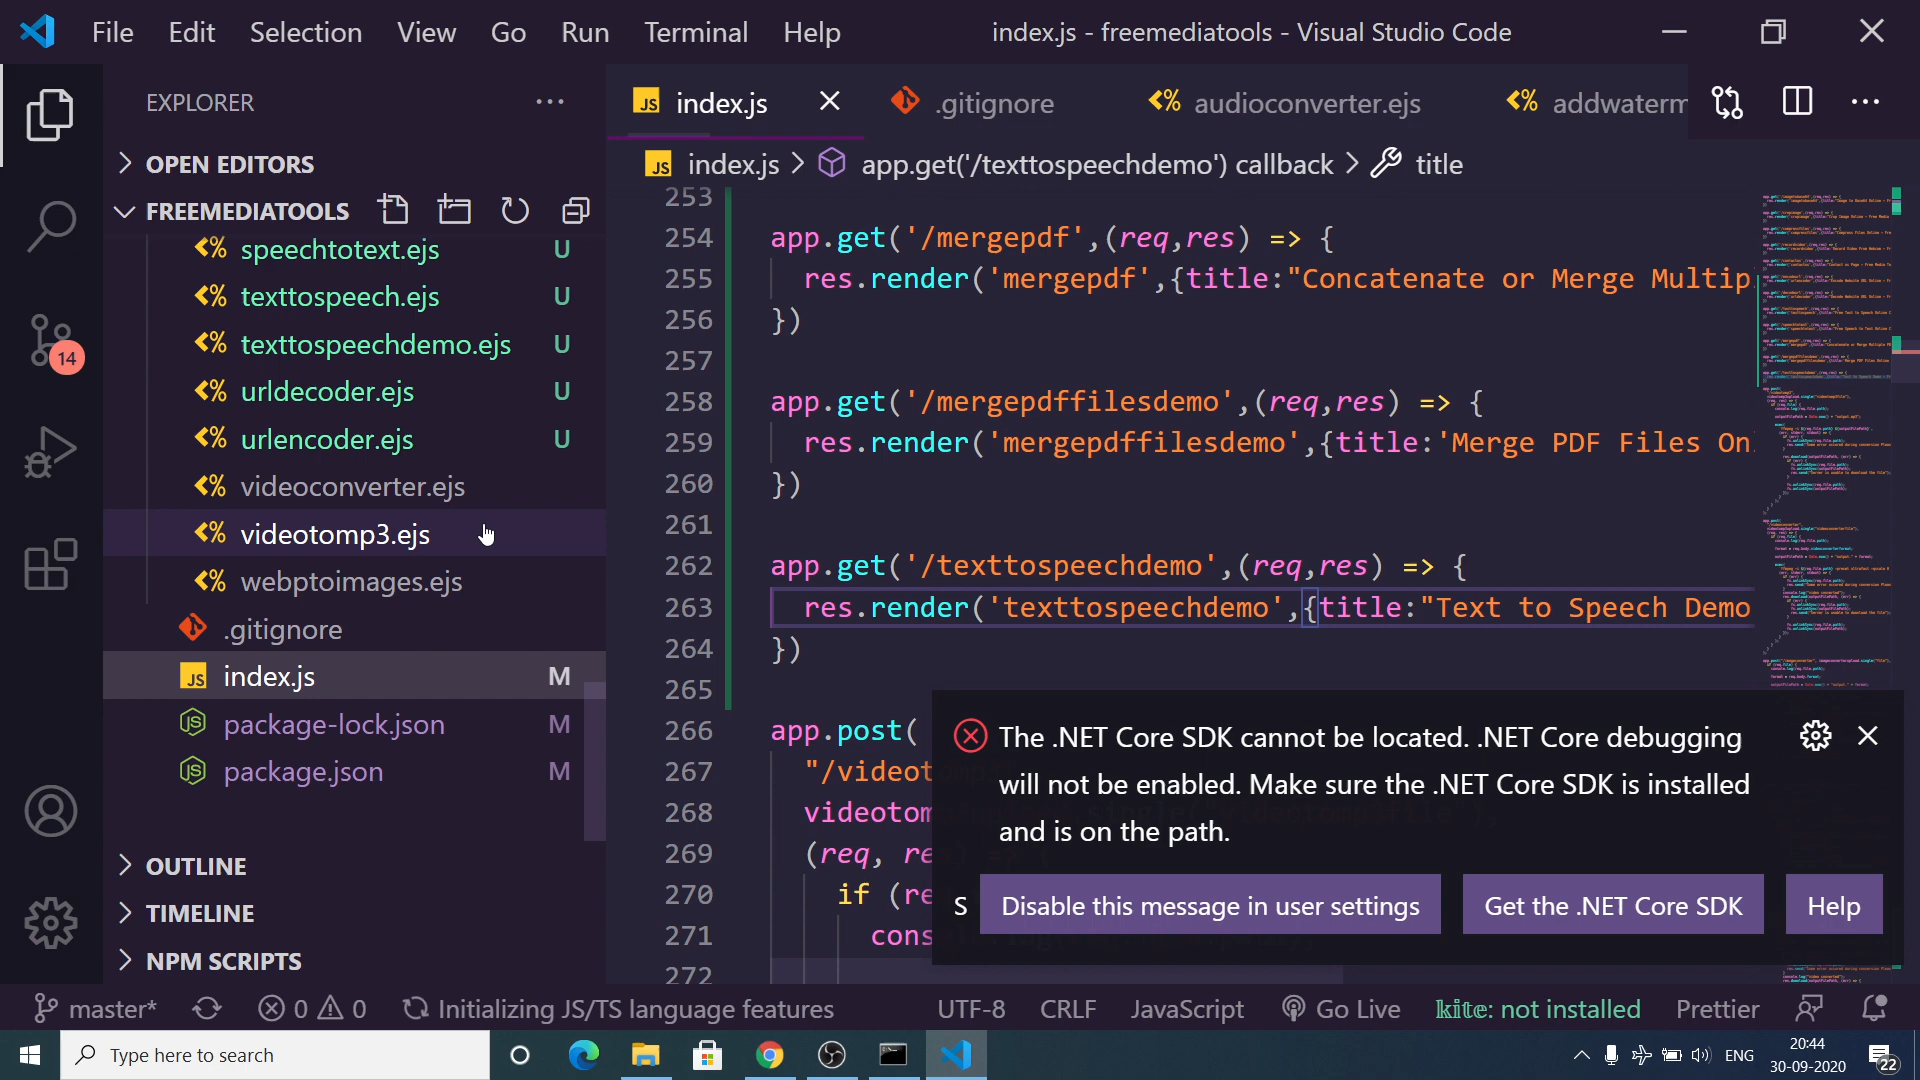 File Edit Selection View Go Run Terminal Help
index.js - freemediatools - Visual Studio Code
EXPLORER
OPEN EDITORS
FREEMEDIATOOLS
speechtotext.ejs U
texttospeech.ejs U
texttospeechdemo.ejs U
urldecoder.ejs U
urlencoder.ejs U
videoconverter.ejs
videotomp3.ejs
webptoimages.ejs
.gitignore
index.js M
package-lock.json M
package.json M
OUTLINE
TIMELINE
NPM SCRIPTS
14
index.js .gitignore audioconverter.ejs addwaterm
index.js > app.get('/texttospeechdemo') callback > title
253
254 app.get('/mergepdf',(req,res) => {
255 res.render('mergepdf',{title:"Concatenate or Merge Multip
256 })
257
258 app.get('/mergepdffilesdemo',(req,res) => {
259 res.render('mergepdffilesdemo',{title:'Merge PDF Files On
260 })
261
262 app.get('/texttospeechdemo',(req,res) => {
263 res.render('texttospeechdemo',{title:"Text to Speech Demo
264 })
265
266 app.post(
267 "/videot
268 videotom
269 (req, re
270 if (re
271 cons
272
The .NET Core SDK cannot be located. .NET Core debugging
will not be enabled. Make sure the .NET Core SDK is installed
and is on the path.
S Disable this message in user settings Get the .NET Core SDK Help
master* 0 0 Initializing JS/TS language features UTF-8 CRLF JavaScript Go Live kite: not installed Prettier
Type here to search
ENG
20:44
30-09-2020
22